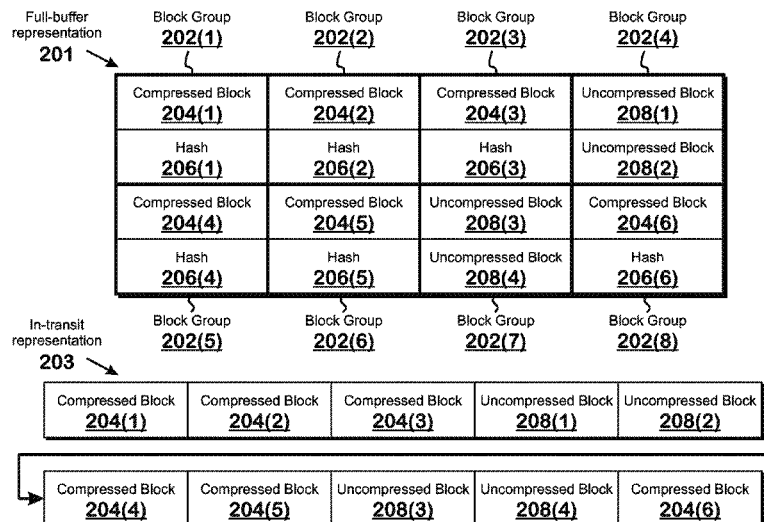 Full-buffer representation 201
Block Group 202(1)
Block Group 202(2)
Block Group 202(3)
Block Group 202(4)
Compressed Block 204(1)
Compressed Block 204(2)
Compressed Block 204(3)
Uncompressed Block 208(1)
Hash 206(1)
Hash 206(2)
Hash 206(3)
Uncompressed Block 208(2)
Compressed Block 204(4)
Compressed Block 204(5)
Uncompressed Block 208(3)
Compressed Block 204(6)
Hash 206(4)
Hash 206(5)
Uncompressed Block 208(4)
Hash 206(6)
Block Group 202(5)
Block Group 202(6)
Block Group 202(7)
Block Group 202(8)
In-transit representation 203
Compressed Block 204(1)
Compressed Block 204(2)
Compressed Block 204(3)
Uncompressed Block 208(1)
Uncompressed Block 208(2)
Compressed Block 204(4)
Compressed Block 204(5)
Uncompressed Block 208(3)
Uncompressed Block 208(4)
Compressed Block 204(6)